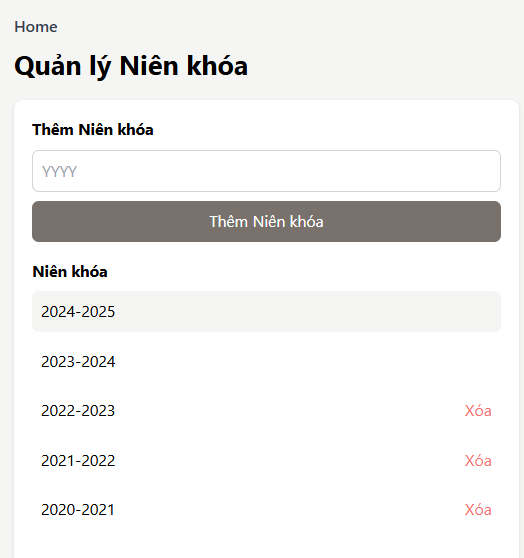 Home
Quản lý Niên khóa
Thêm Niên khóa
YYYY
Thêm Niên khóa
Niên khóa
2024-2025
2023-2024
2022-2023 Xóa
2021-2022 Xóa
2020-2021 Xóa